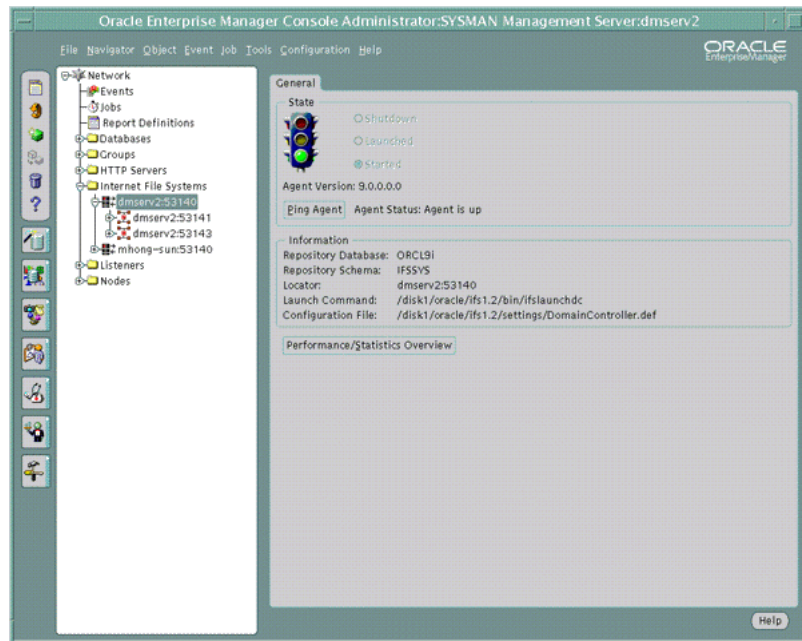 Oracle Enterprise Manager Console Administrator:SYSMAN Management Server:dmserv2
File Navigator Object Event Job Tools Configuration Help
ORACLE
EnterpriseManager
Network
Events
Jobs
Report Definitions
Databases
Groups
HTTP Servers
Internet File Systems
dmserv2:53140
dmserv2:53141
dmserv2:53143
mhong-sun:53140
Listeners
Nodes
General
State
Shutdown
Launched
Started
Agent Version: 9.0.0.0.0
Ping Agent Agent Status: Agent is up
Information
Repository Database: ORCL9i
Repository Schema: IFSSYS
Locator: dmserv2:53140
Launch Command: /disk1/oracle/ifs1.2/bin/ifslaunchdc
Configuration File: /disk1/oracle/ifs1.2/settings/DomainController.def
Performance/Statistics Overview
Help